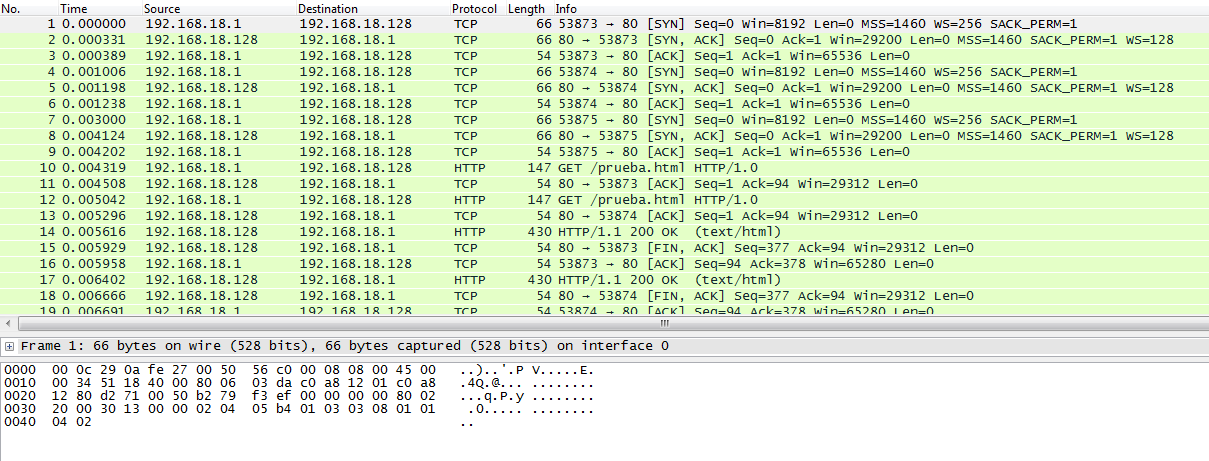 No. Time Source Destination Protocol Length Info
1 0.000000 192.168.18.1 192.168.18.128 TCP 66 53873 → 80 [SYN] Seq=0 Win=8192 Len=0 MSS=1460 WS=256 SACK_PERM=1
2 0.000331 192.168.18.128 192.168.18.1 TCP 66 80 → 53873 [SYN, ACK] Seq=0 Ack=1 Win=29200 Len=0 MSS=1460 SACK_PERM=1 WS=128
3 0.000389 192.168.18.1 192.168.18.128 TCP 54 53873 → 80 [ACK] Seq=1 Ack=1 Win=65536 Len=0
4 0.001006 192.168.18.1 192.168.18.128 TCP 66 53874 → 80 [SYN] Seq=0 Win=8192 Len=0 MSS=1460 WS=256 SACK_PERM=1
5 0.001198 192.168.18.128 192.168.18.1 TCP 66 80 → 53874 [SYN, ACK] Seq=0 Ack=1 Win=29200 Len=0 MSS=1460 SACK_PERM=1 WS=128
6 0.001238 192.168.18.1 192.168.18.128 TCP 54 53874 → 80 [ACK] Seq=1 Ack=1 Win=65536 Len=0
7 0.003000 192.168.18.1 192.168.18.128 TCP 66 53875 → 80 [SYN] Seq=0 Win=8192 Len=0 MSS=1460 WS=256 SACK_PERM=1
8 0.004124 192.168.18.128 192.168.18.1 TCP 66 80 → 53875 [SYN, ACK] Seq=0 Ack=1 Win=29200 Len=0 MSS=1460 SACK_PERM=1 WS=128
9 0.004202 192.168.18.1 192.168.18.128 TCP 54 53875 → 80 [ACK] Seq=1 Ack=1 Win=65536 Len=0
10 0.004319 192.168.18.1 192.168.18.128 HTTP 147 GET /prueba.html HTTP/1.0
11 0.004508 192.168.18.128 192.168.18.1 TCP 54 80 → 53873 [ACK] Seq=1 Ack=94 Win=29312 Len=0
12 0.005042 192.168.18.1 192.168.18.128 HTTP 147 GET /prueba.html HTTP/1.0
13 0.005296 192.168.18.128 192.168.18.1 TCP 54 80 → 53874 [ACK] Seq=1 Ack=94 Win=29312 Len=0
14 0.005616 192.168.18.128 192.168.18.1 HTTP 430 HTTP/1.1 200 OK (text/html)
15 0.005929 192.168.18.128 192.168.18.1 TCP 54 80 → 53873 [FIN, ACK] Seq=377 Ack=94 Win=29312 Len=0
16 0.005958 192.168.18.1 192.168.18.128 TCP 54 53873 → 80 [ACK] Seq=94 Ack=378 Win=65280 Len=0
17 0.006402 192.168.18.128 192.168.18.1 HTTP 430 HTTP/1.1 200 OK (text/html)
18 0.006666 192.168.18.128 192.168.18.1 TCP 54 80 → 53874 [FIN, ACK] Seq=377 Ack=94 Win=29312 Len=0
19 0.006691 192.168.18.1 192.168.18.128 TCP 54 53874 → 80 [ACK] Seq=94 Ack=378 Win=65280 Len=0
Frame 1: 66 bytes on wire (528 bits), 66 bytes captured (528 bits) on interface 0
0000 00 0c 29 0a fe 27 00 50 56 c0 00 08 08 00 45 00 ..)..'.P V.....E.
0010 00 34 51 18 40 00 80 06 03 da c0 a8 12 01 c0 a8 .4Q.@... ........
0020 12 80 d2 71 00 50 b2 79 f3 ef 00 00 00 00 80 02 ...q.P.y ........
0030 20 00 30 13 00 00 02 04 05 b4 01 03 03 08 01 01 .0..... ........
0040 04 02 ..